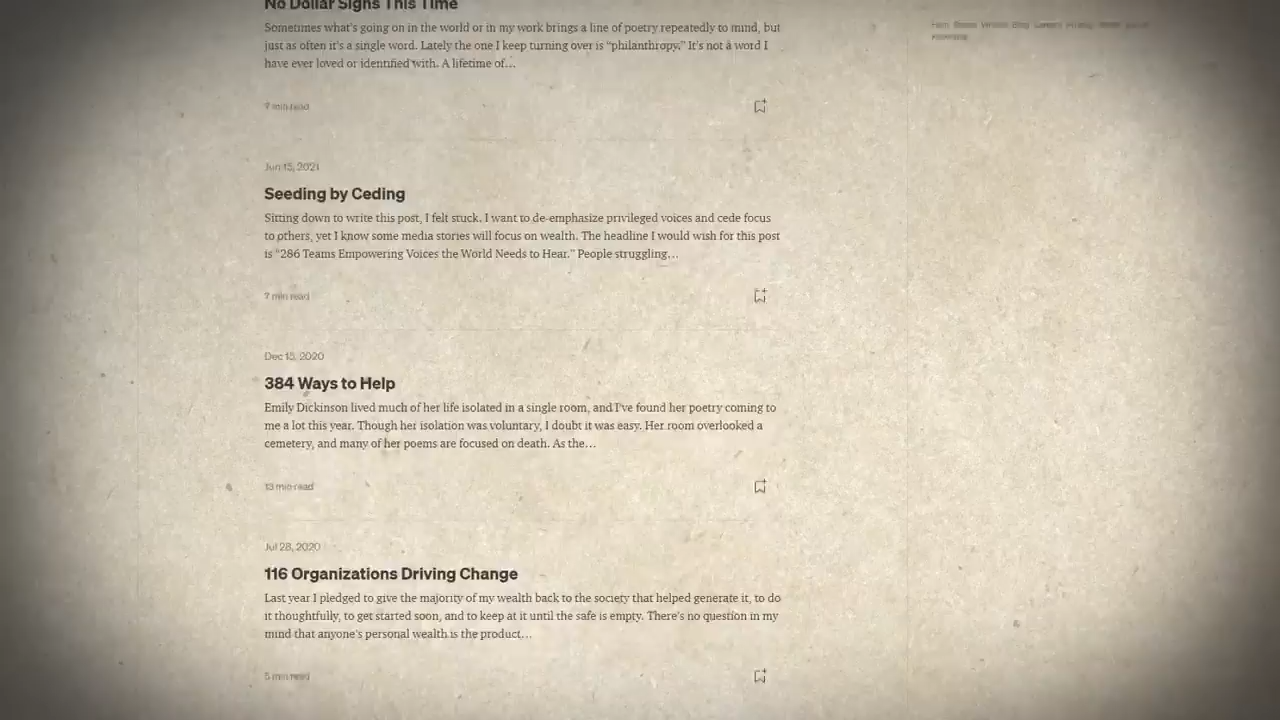 No Dollar Signs This Time
Sometimes what's going on in the world or in my work brings a line of poetry repeatedly to mind, but
just as often it's a single word. Lately the one I keep turning over is “philanthropy.” It's not a word I
have ever loved or identified with. A lifetime of…
7 min read
Jun 15, 2021
Seeding by Ceding
Sitting down to write this post, I felt stuck. I want to de-emphasize privileged voices and cede focus
to others, yet I know some media stories will focus on wealth. The headline I would wish for this post
is “286 Teams Empowering Voices the World Needs to Hear.” People struggling…
7 min read
Dec 15, 2020
384 Ways to Help
Emily Dickinson lived much of her life isolated in a single room, and I've found her poetry coming to
me a lot this year. Though her isolation was voluntary, I doubt it was easy. Her room overlooked a
cemetery, and many of her poems are focused on death. As the…
13 min read
Jul 28, 2020
116 Organizations Driving Change
Last year I pledged to give the majority of my wealth back to the society that helped generate it, to do
it thoughtfully, to get started soon, and to keep at it until the safe is empty. There's no question in my
mind that anyone's personal wealth is the product…
5 min read